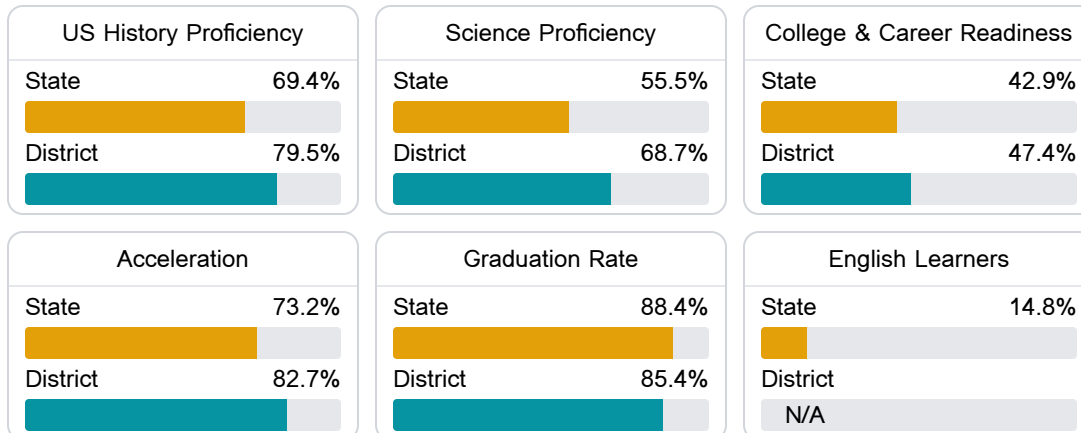 US History Proficiency
State 69.4%
District 79.5%
Science Proficiency
State 55.5%
District 68.7%
College & Career Readiness
State 42.9%
District 47.4%
Acceleration
State 73.2%
District 82.7%
Graduation Rate
State 88.4%
District 85.4%
English Learners
State 14.8%
District
N/A